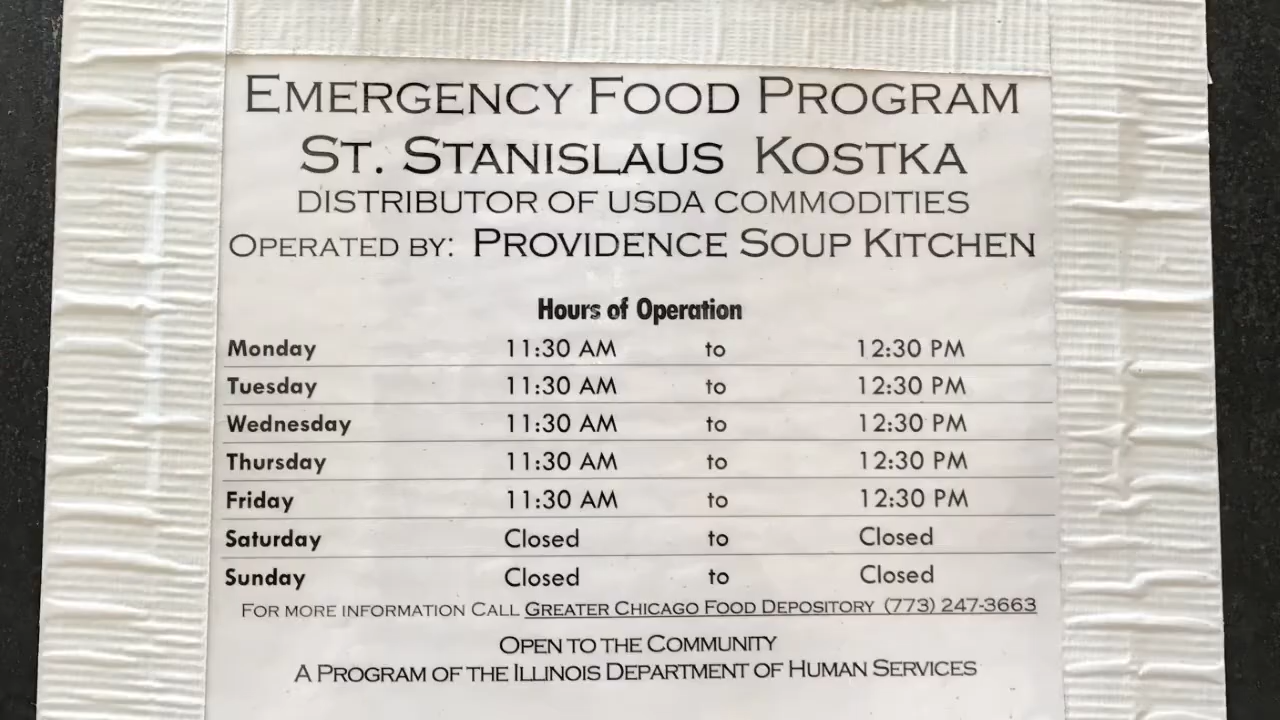 EMERGENCY FOOD PROGRAM
ST. STANISLAUS KOSTKA
DISTRIBUTOR OF USDA COMMODITIES
OPERATED BY: PROVIDENCE SOUP KITCHEN
Hours of Operation
Monday 11:30 AM to 12:30 PM
Tuesday 11:30 AM to 12:30 PM
Wednesday 11:30 AM to 12:30 PM
Thursday 11:30 AM to 12:30 PM
Friday 11:30 AM to 12:30 PM
Saturday Closed to Closed
Sunday Closed to Closed
FOR MORE INFORMATION CALL GREATER CHICAGO FOOD DEPOSITORY (773) 247-3663
OPEN TO THE COMMUNITY
A PROGRAM OF THE ILLINOIS DEPARTMENT OF HUMAN SERVICES